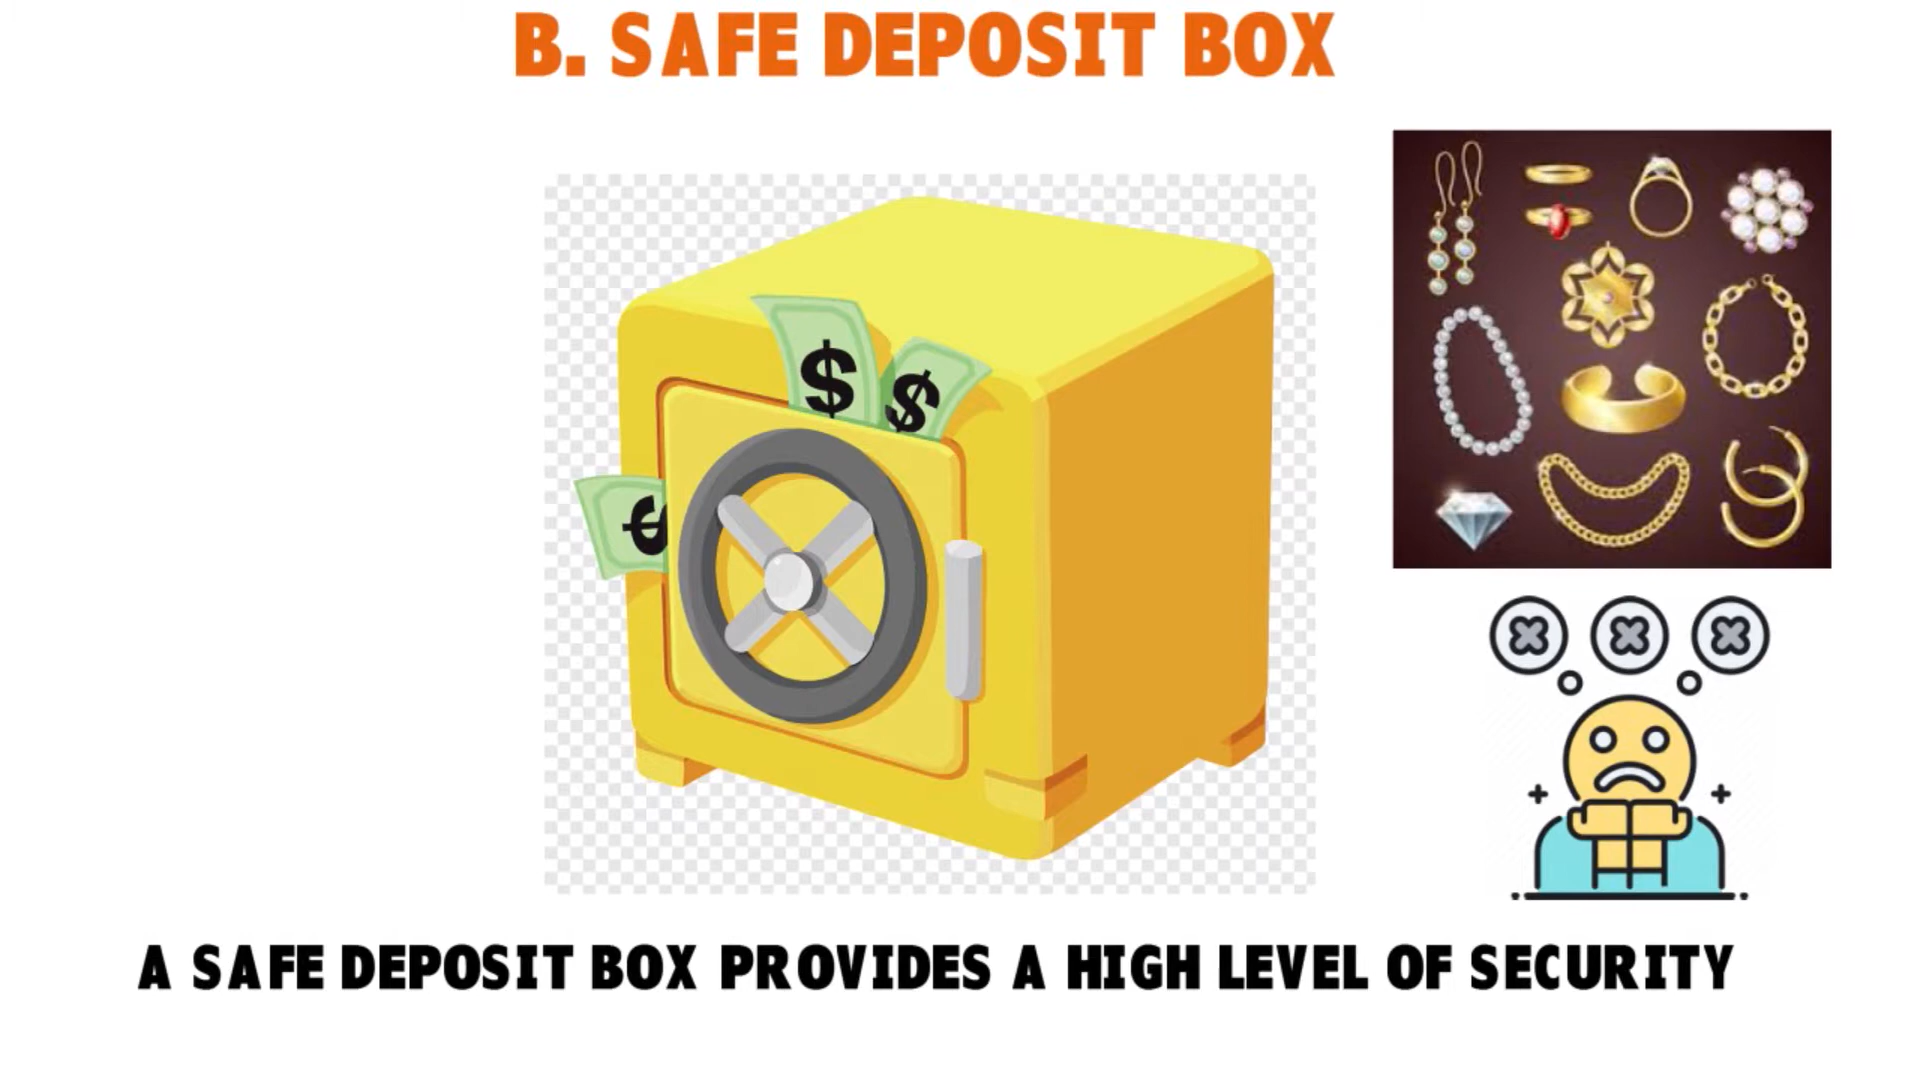 B. SAFE DEPOSIT BOX
$
$
$
A SAFE DEPOSIT BOX PROVIDES A HIGH LEVEL OF SECURITY